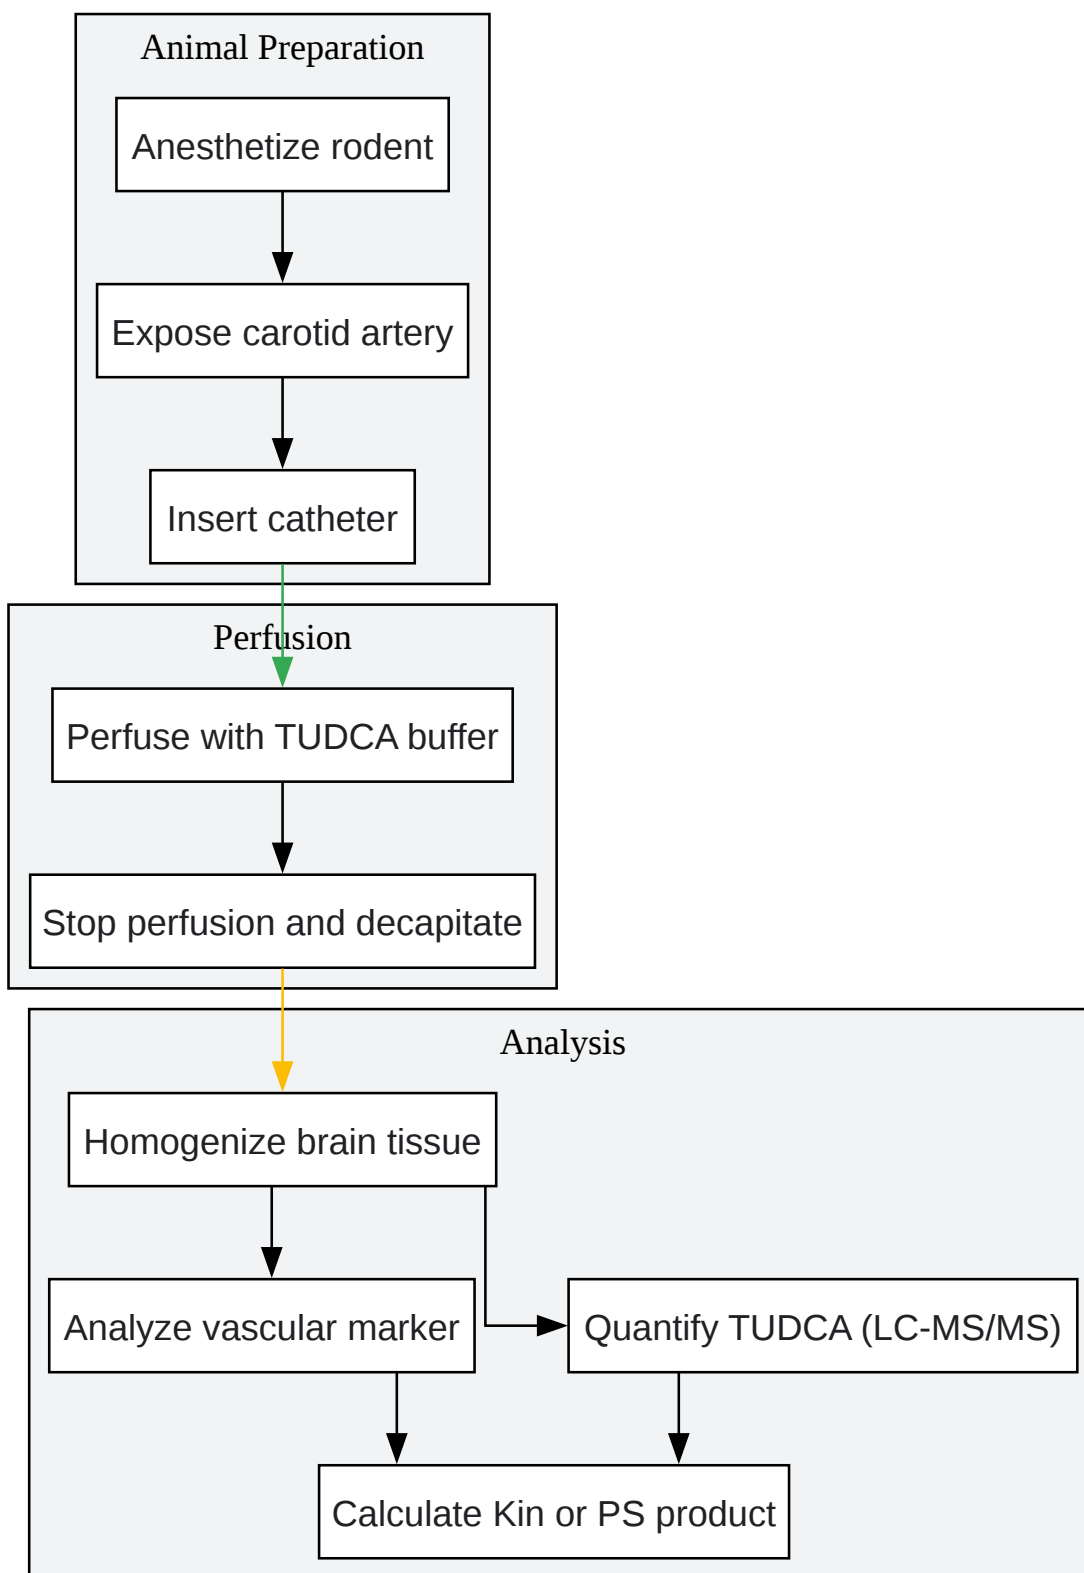 Animal Preparation
Anesthetize rodent
Expose carotid artery
Insert catheter
Perfusion
Perfuse with TUDCA buffer
Stop perfusion and decapitate
Analysis
Homogenize brain tissue
Analyze vascular marker
Quantify TUDCA (LC-MS/MS)
Calculate Kin or PS product